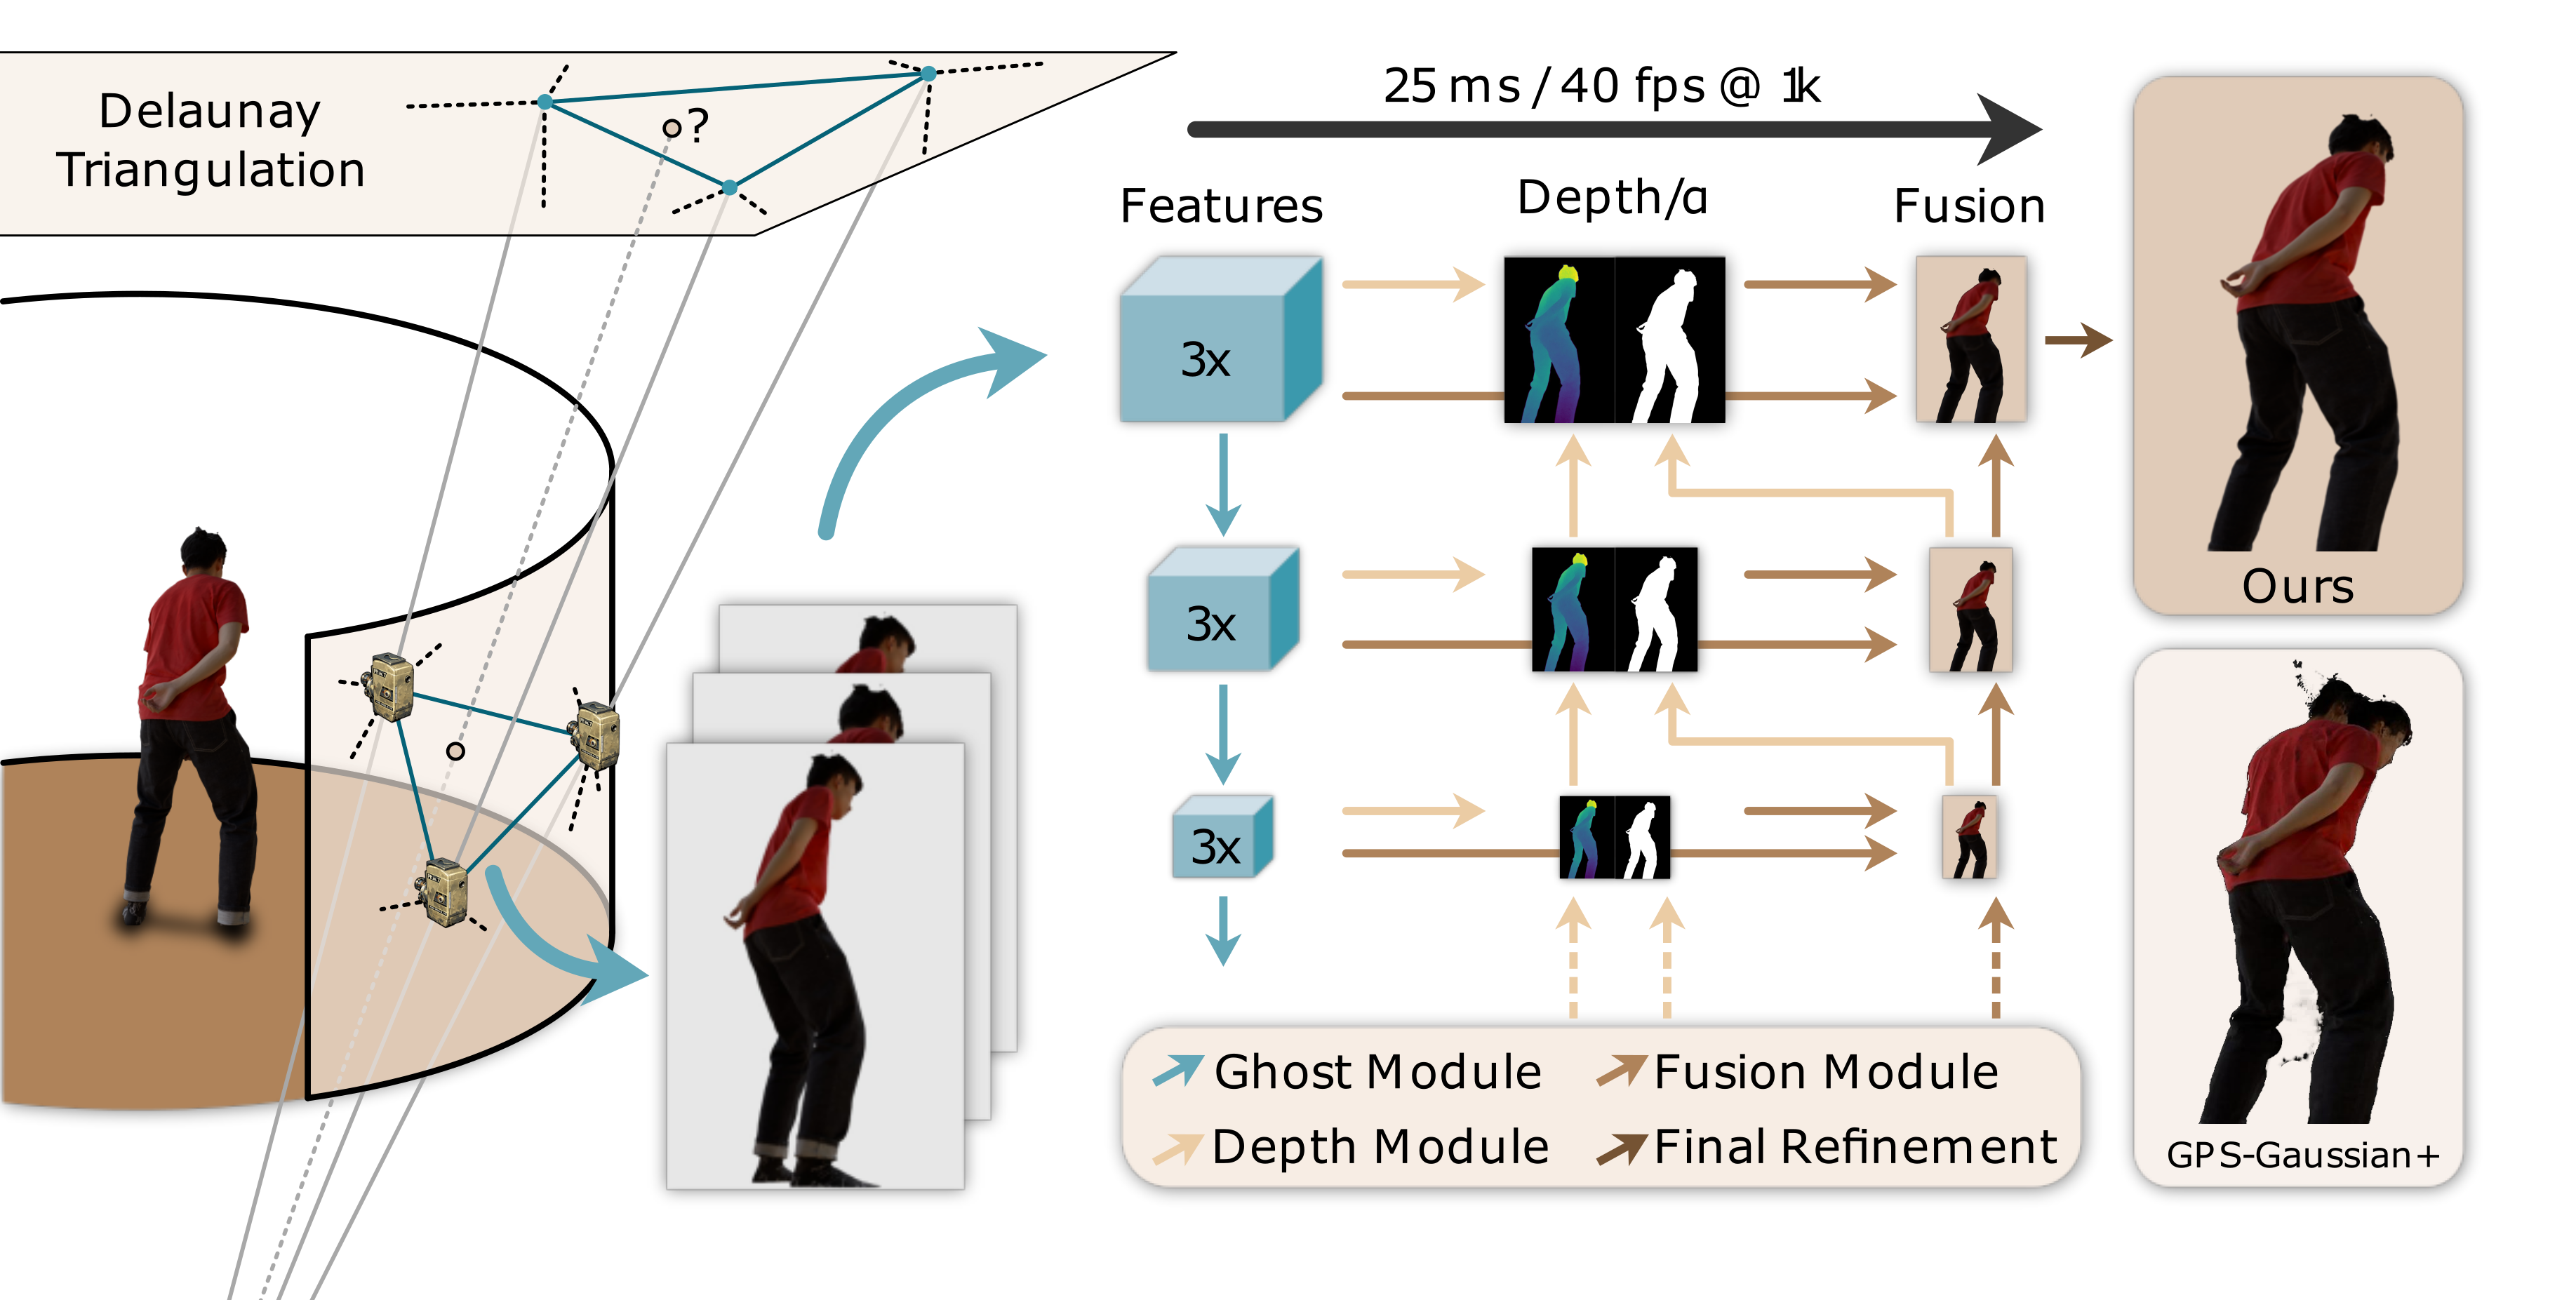 Delaunay
Triangulation
?
25 ms / 40 fps @ 1k
Features
Depth/α
Fusion
3x
3x
3x
Ghost Module
Fusion Module
Depth Module
Final Refinement
Ours
GPS-Gaussian+